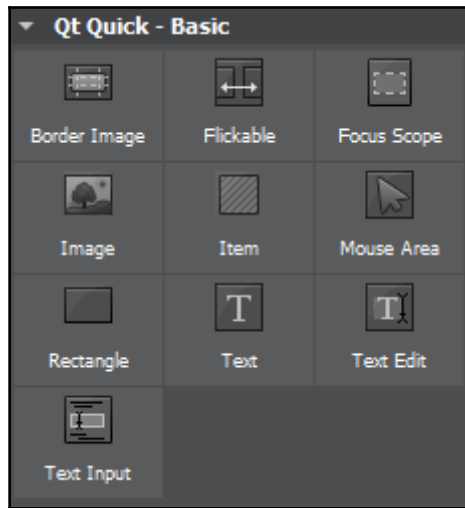 Qt Quick - Basic
Border Image Flickable Focus Scope
Image Item Mouse Area
Rectangle Text Text Edit
Text Input